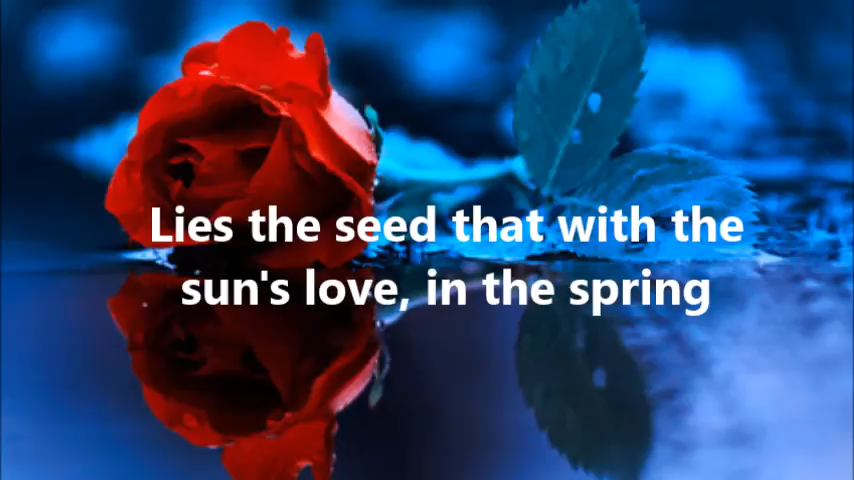 Lies the seed that with the
sun's love, in the spring